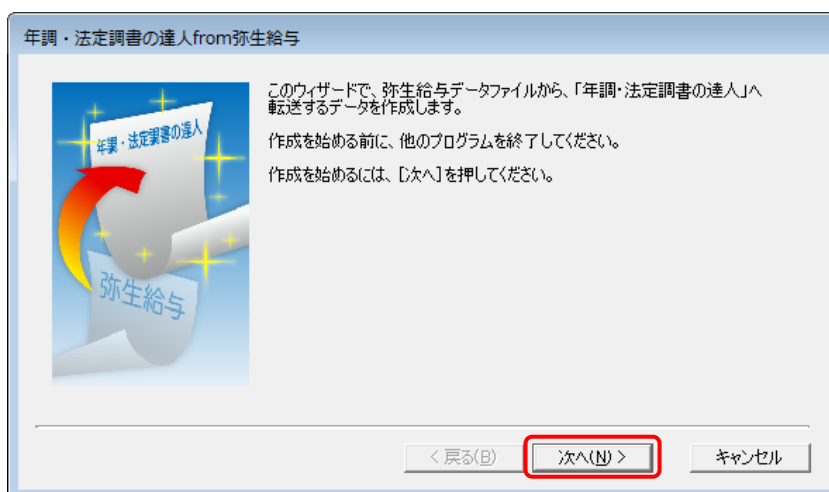 年調・法定調書の達人from弥生給与
このウィザードで、弥生給与データファイルから、「年調・法定調書の達人」へ
転送するデータを作成します。
作成を始める前に、他のプログラムを終了してください。
作成を始めるには、[次へ]を押してください。
年調・法定調書の達人
弥生給与
< 戻る(B)
次へ(N) >
キャンセル